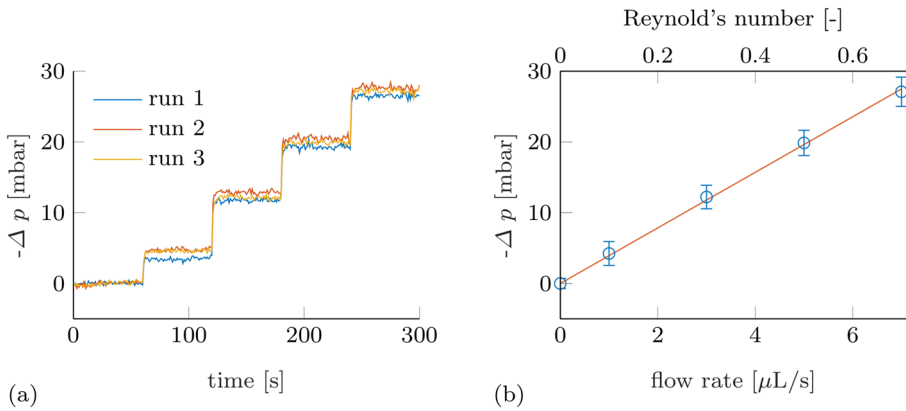 30
20
10
0
-Δ p [mbar]
run 1
run 2
run 3
0
100
200
300
time [s]
(a)
Reynold's number [-]
0
0.2
0.4
0.6
30
20
10
0
-Δ p [mbar]
0
2
4
6
flow rate [μL/s]
(b)